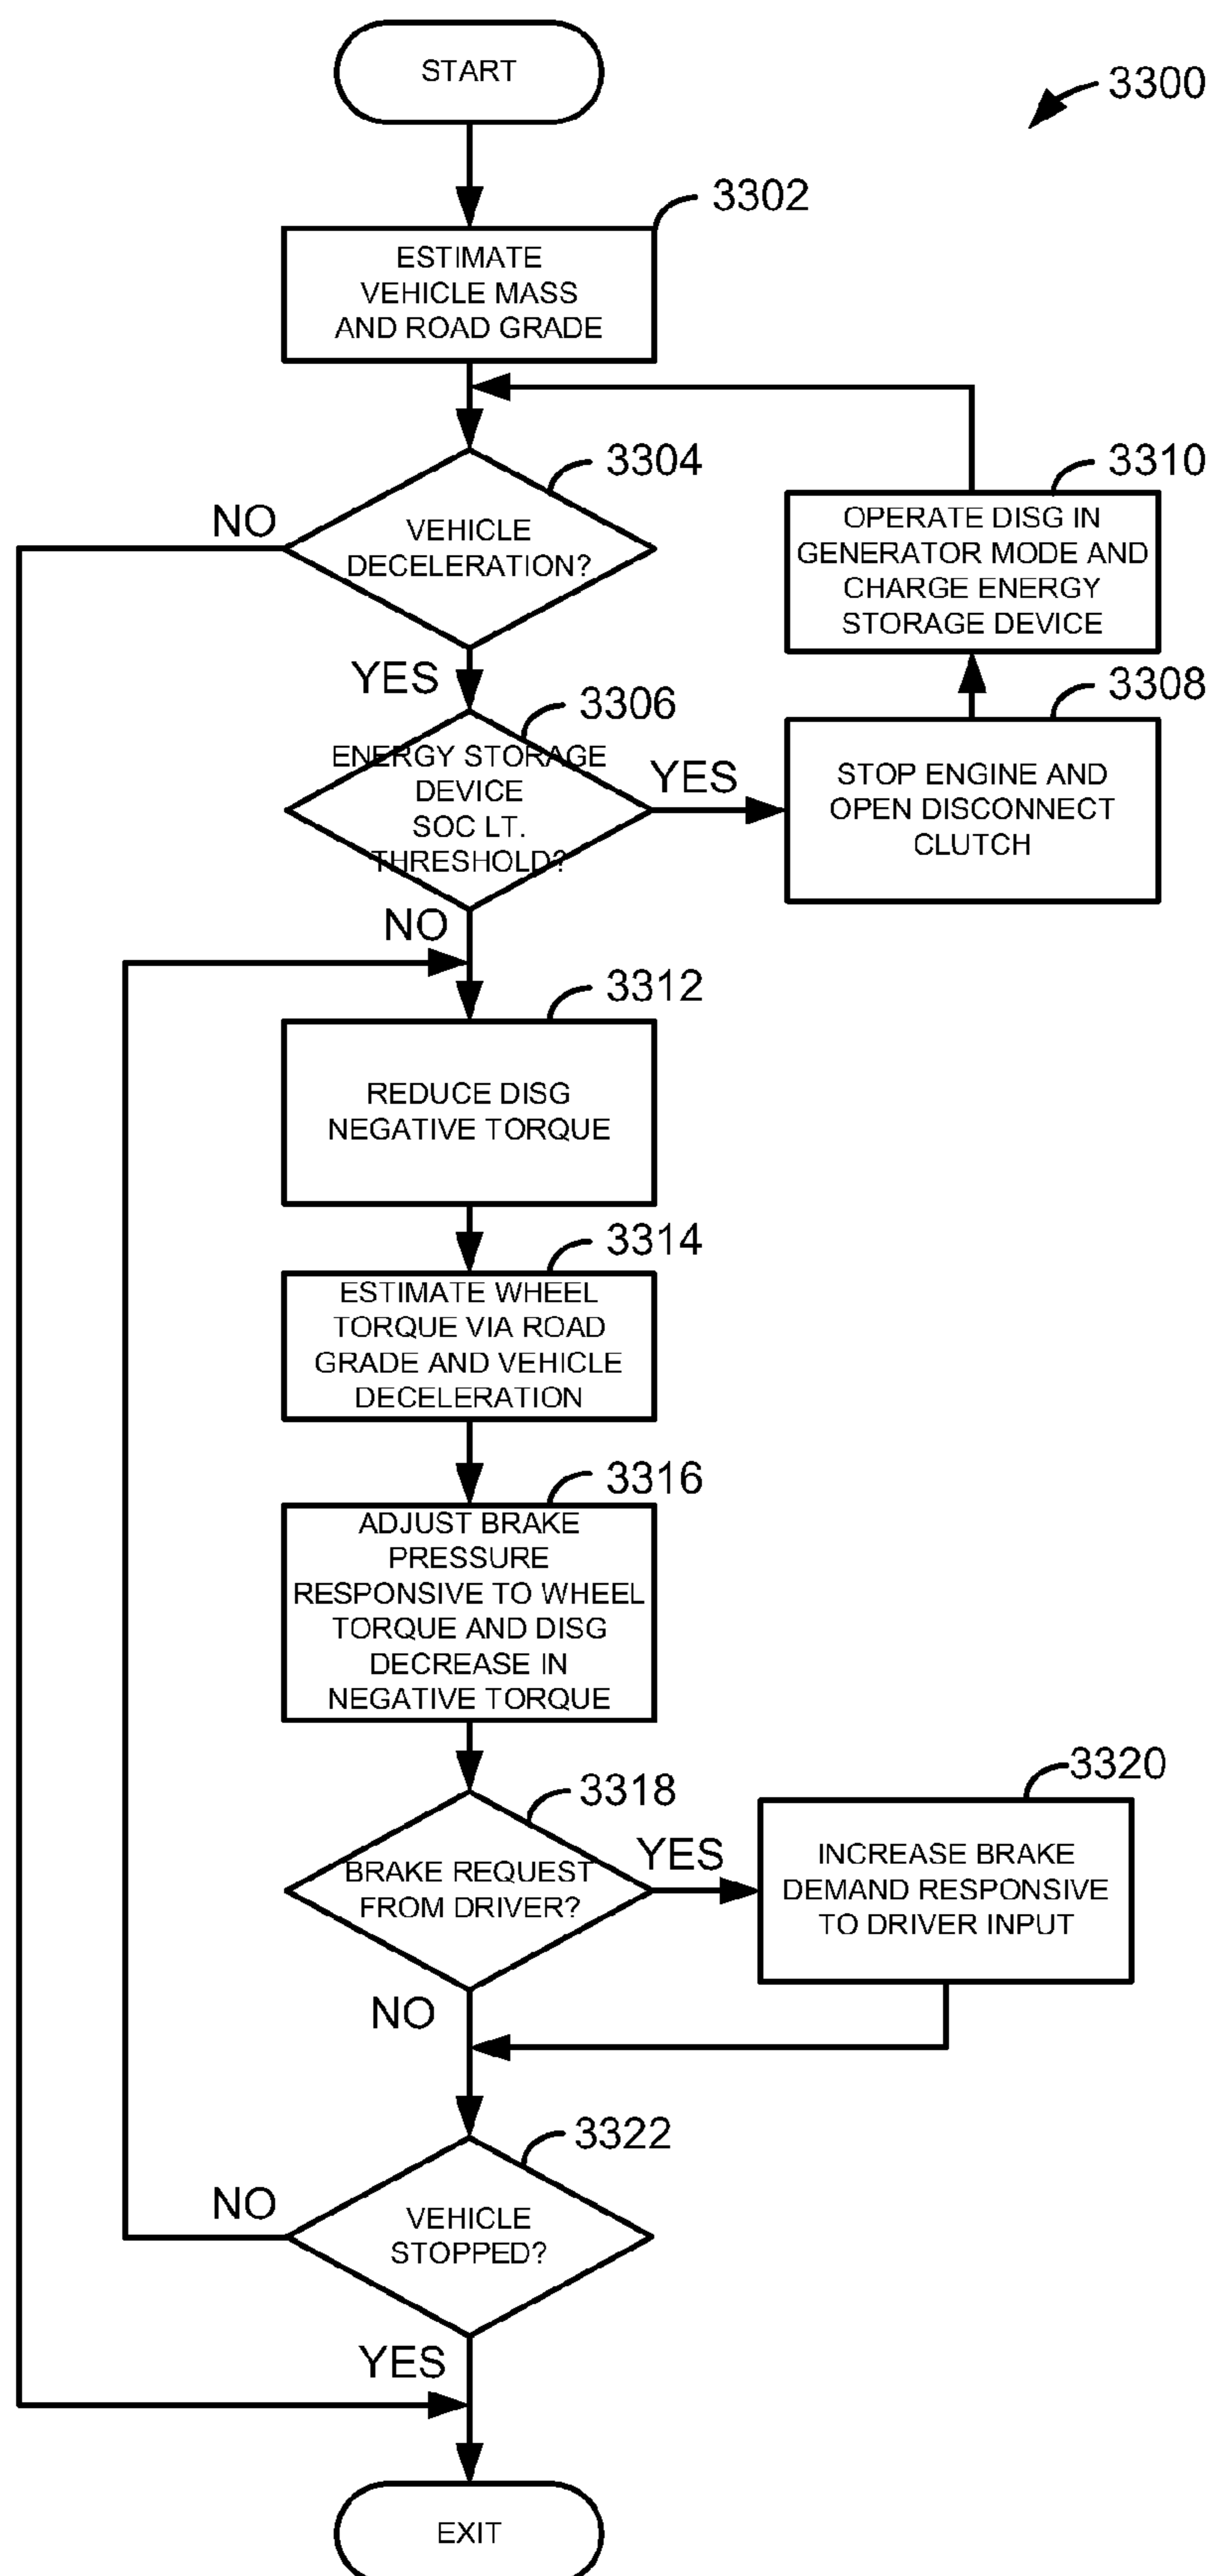 START
3300
3302
ESTIMATE
VEHICLE MASS
AND ROAD GRADE
3304
NO
VEHICLE
DECELERATION?
3310
OPERATE DISG IN
GENERATOR MODE AND
CHARGE ENERGY
STORAGE DEVICE
YES
3306
ENERGY STORAGE
DEVICE
SOC LT.
THRESHOLD?
YES
3308
STOP ENGINE AND
OPEN DISCONNECT
CLUTCH
NO
3312
REDUCE DISG
NEGATIVE TORQUE
3314
ESTIMATE WHEEL
TORQUE VIA ROAD
GRADE AND VEHICLE
DECELERATION
3316
ADJUST BRAKE
PRESSURE
RESPONSIVE TO WHEEL
TORQUE AND DISG
DECREASE IN
NEGATIVE TORQUE
3318
BRAKE REQUEST
FROM DRIVER?
YES
3320
INCREASE BRAKE
DEMAND RESPONSIVE
TO DRIVER INPUT
NO
3322
NO
VEHICLE
STOPPED?
YES
EXIT